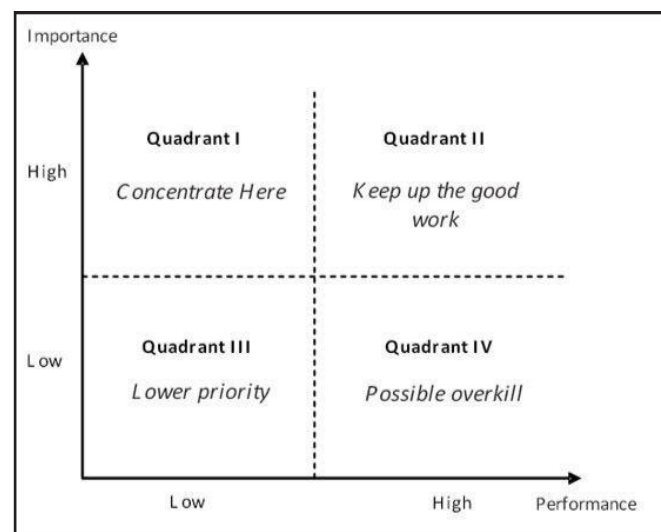 Importance
Quadrant I
Quadrant II
High
Concentrate Here
Keep up the good
work
Quadrant III
Quadrant IV
Low
Lower priority
Possible overkill
Low
High
Performance